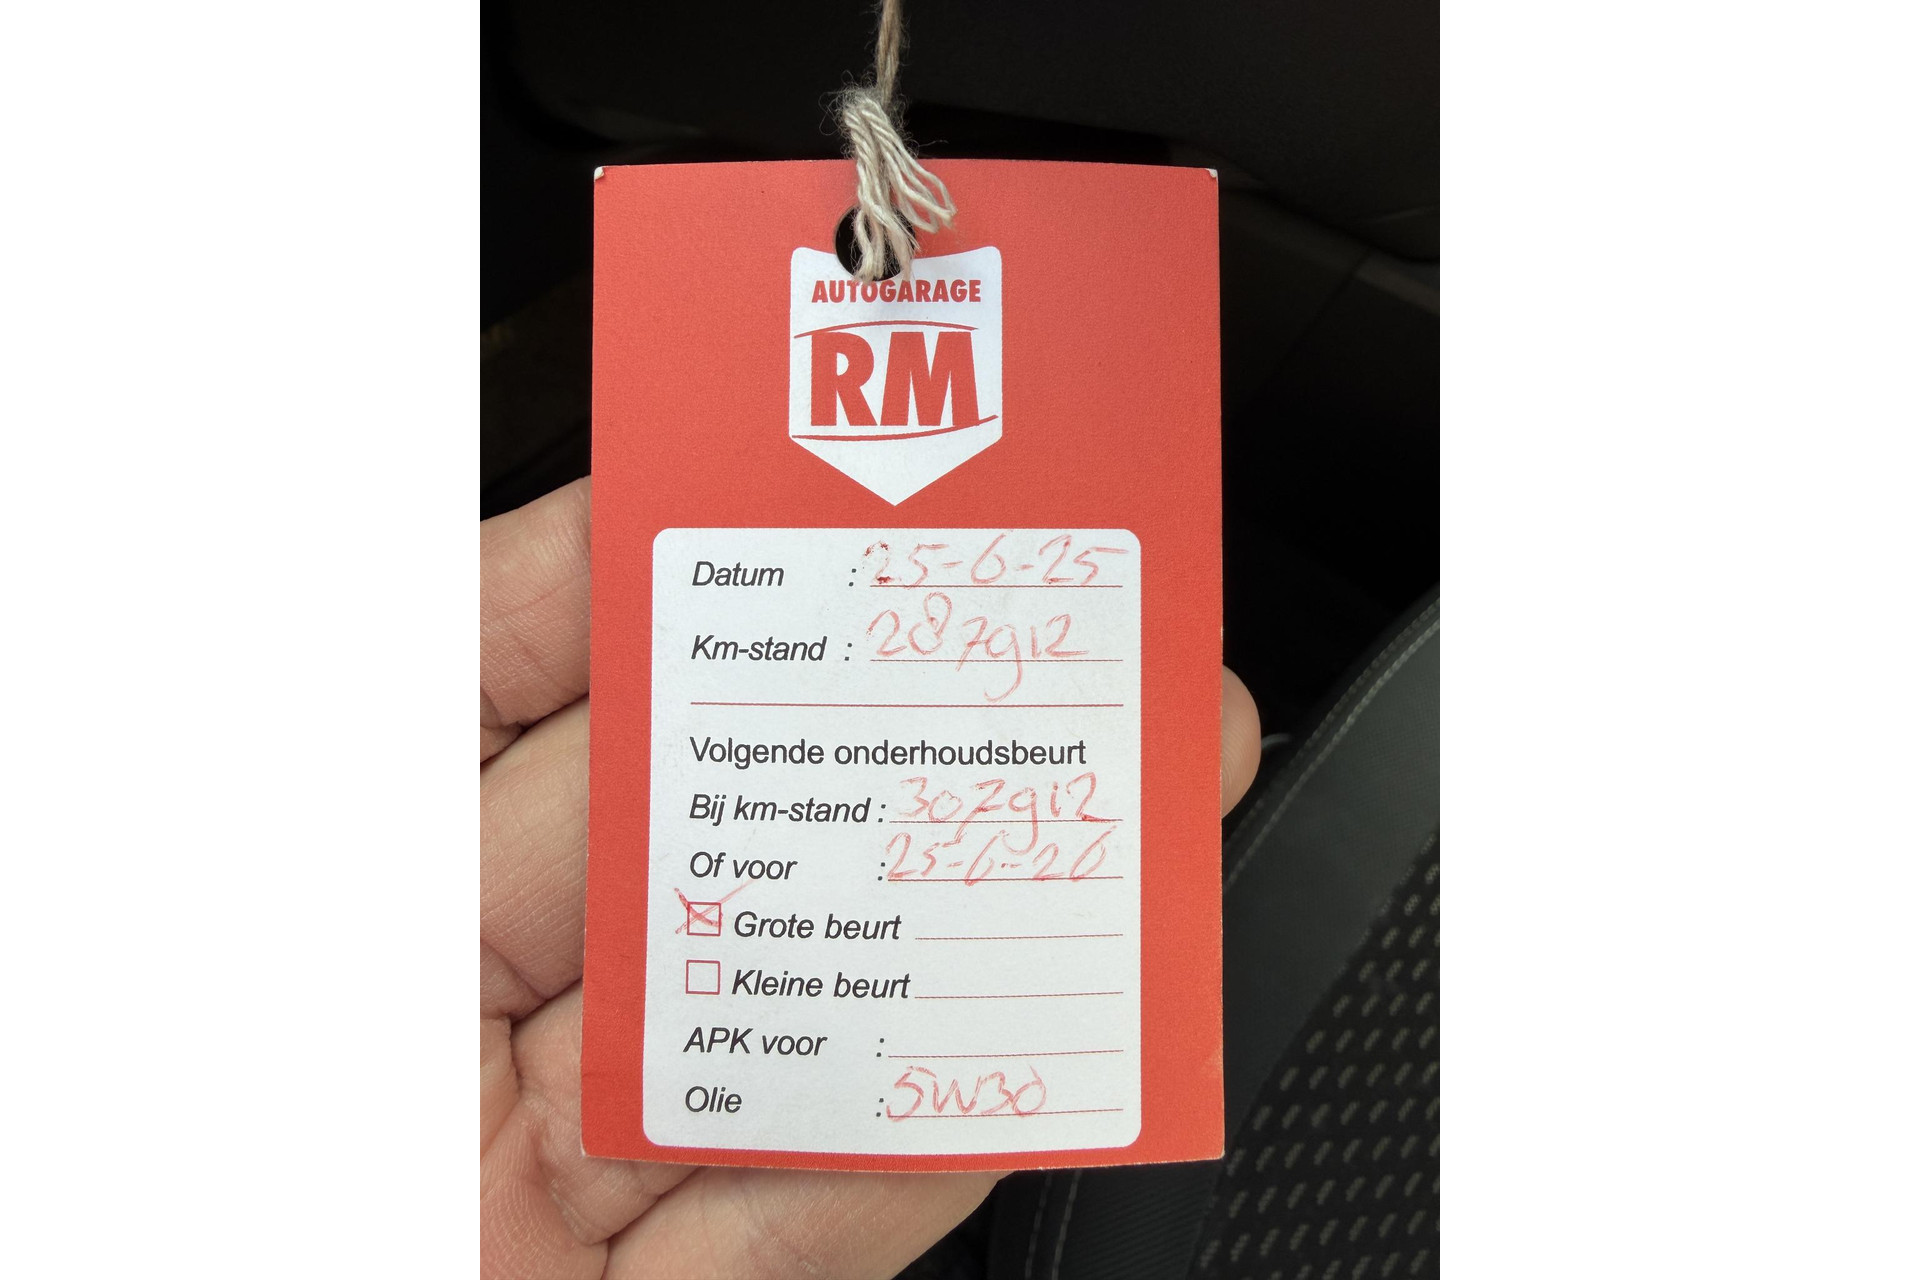 AUTOGARAGE
RM
Datum : 25-6-25
Km-stand : 287912
Volgende onderhoudsbeurt
Bij km-stand : 307912
Of voor : 25-6-26
Grote beurt
Kleine beurt
APK voor :
Olie : 5W30